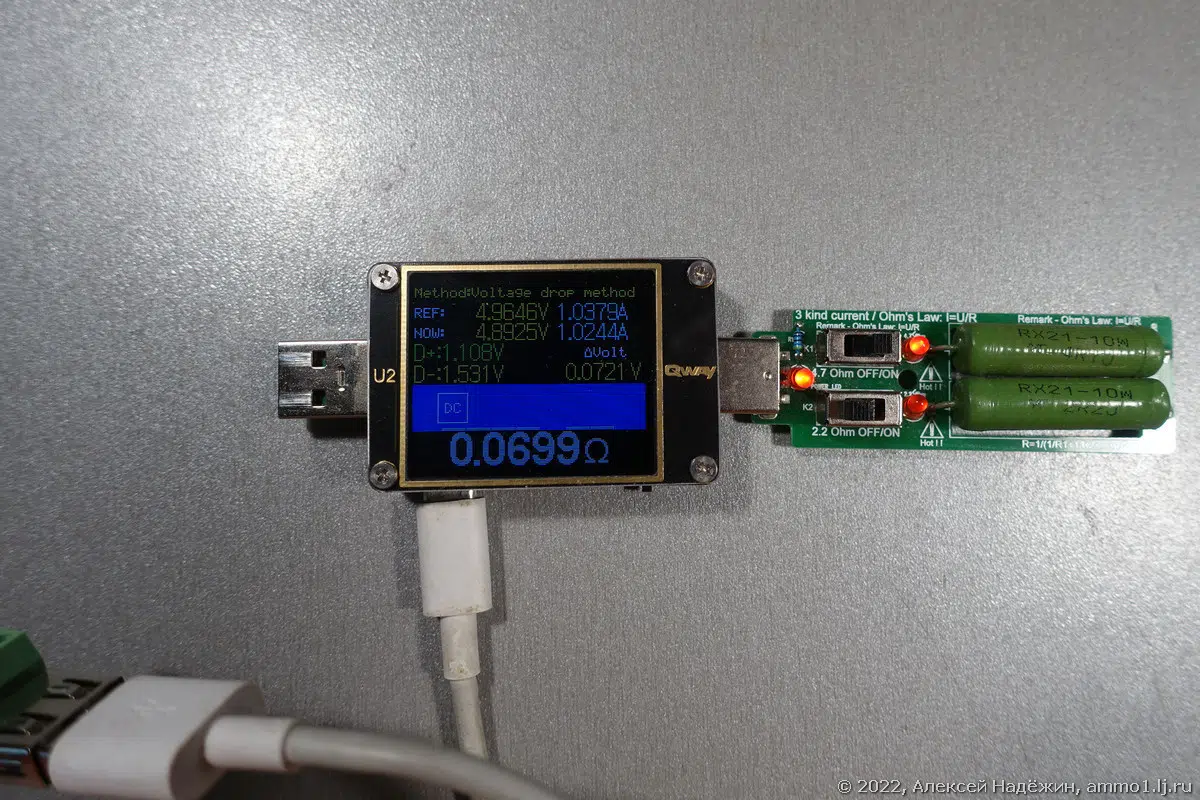 Method:Voltage drop method
REF: 4.9646V 1.0379A
NOW: 4.8925V 1.0244A
D+:1.108V ΔVolt
D-:1.531V 0.0721 V
DC
0.0699Ω
U2
Qway
3 kind current / Ohm's Law: I=U/R
Remark - Ohm's Law: I=U/R
Remark - Ohm's Law: I=U/R
K1
4.7 Ohm OFF/ON
Hot!!
POWER LED
K2
2.2 Ohm OFF/ON
Hot!!
RX21-10W
RX21-10W
© 2022, Алексей Надёжин, ammo1.lj.ru